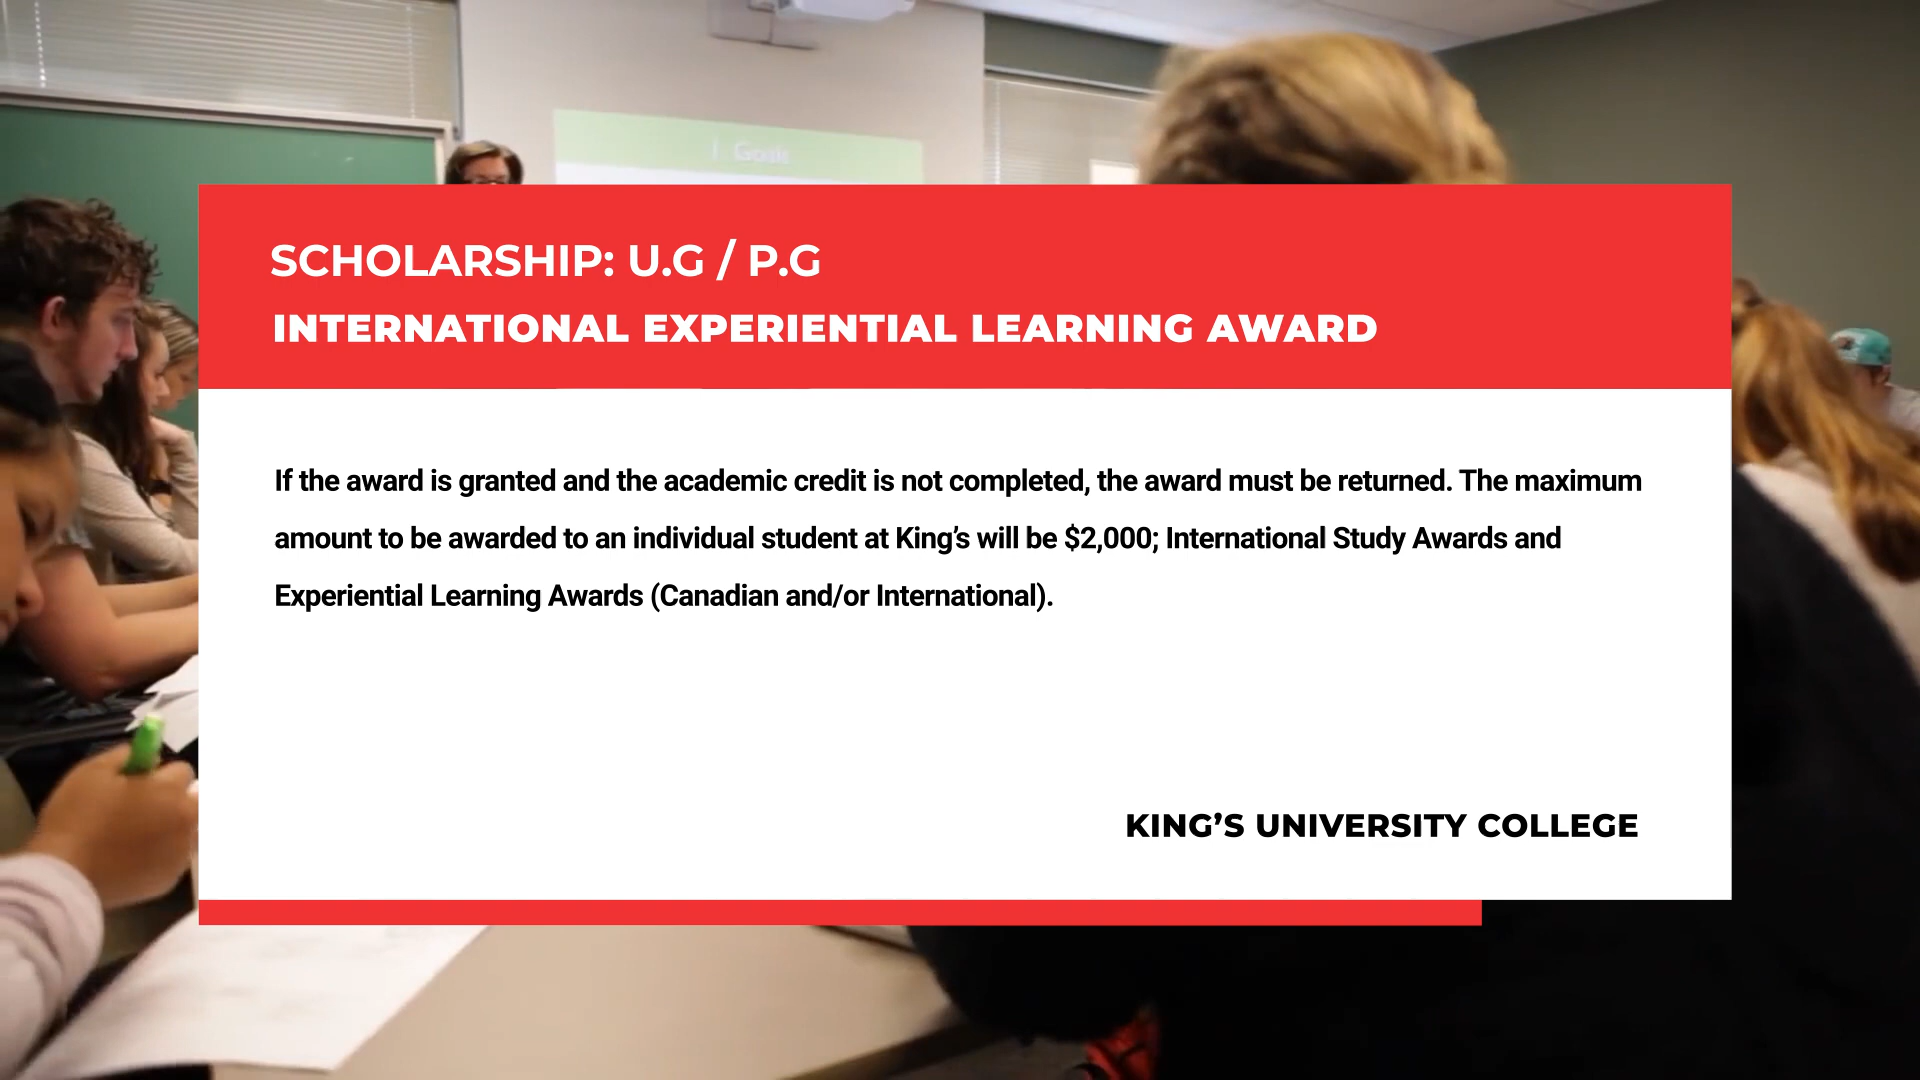 1. Goals
SCHOLARSHIP: U.G / P.G
INTERNATIONAL EXPERIENTIAL LEARNING AWARD
If the award is granted and the academic credit is not completed, the award must be returned. The maximum
amount to be awarded to an individual student at King’s will be $2,000; International Study Awards and
Experiential Learning Awards (Canadian and/or International).
KING’S UNIVERSITY COLLEGE